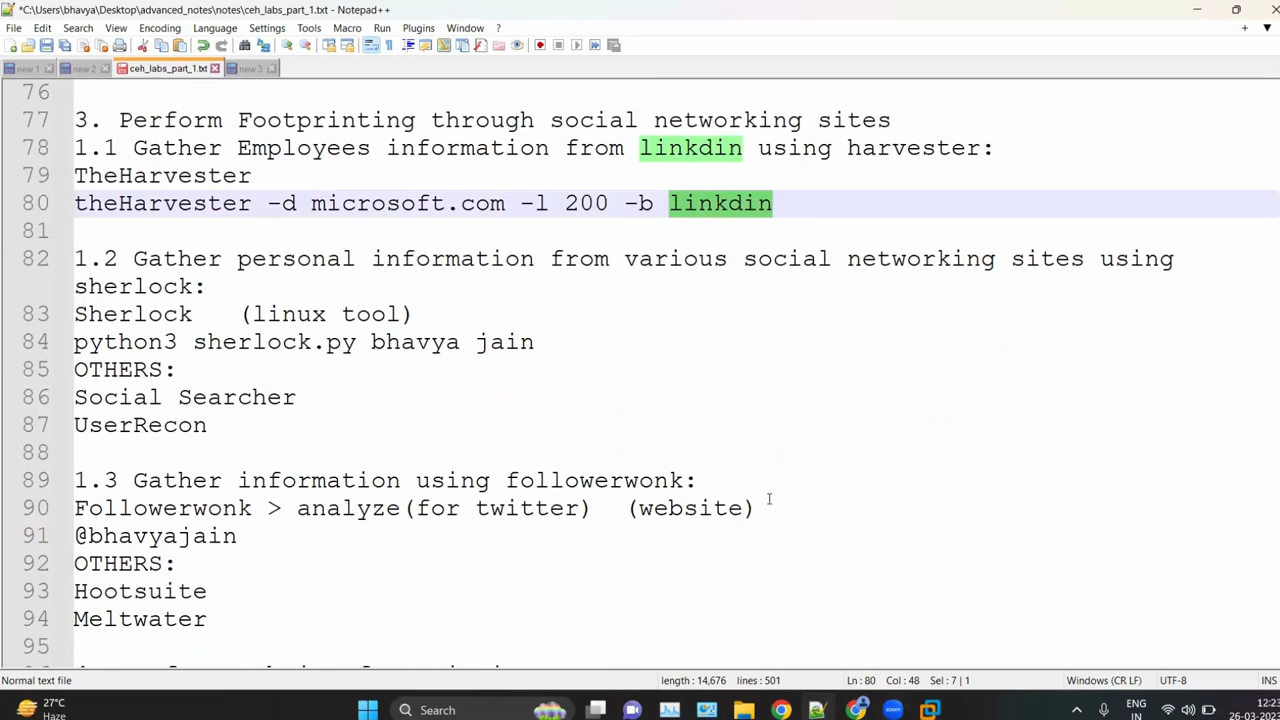 *C:\Users\bhavya\Desktop\advanced_notes\notes\ceh_labs_part_1.txt - Notepad++
File Edit Search View Encoding Language Settings Tools Macro Run Plugins Window ?
new 1 new 2 ceh_labs_part_1.txt new 3
76
77 3. Perform Footprinting through social networking sites
78 1.1 Gather Employees information from linkdin using harvester:
79 TheHarvester
80 theHarvester -d microsoft.com -l 200 -b linkdin
81
82 1.2 Gather personal information from various social networking sites using
sherlock:
83 Sherlock (linux tool)
84 python3 sherlock.py bhavya jain
85 OTHERS:
86 Social Searcher
87 UserRecon
88
89 1.3 Gather information using followerwonk:
90 Followerwonk > analyze(for twitter) (website)
91 @bhavyajain
92 OTHERS:
93 Hootsuite
94 Meltwater
95
Normal text file length : 14,676 lines : 501 Ln : 80 Col : 48 Sel : 7 | 1 Windows (CR LF) UTF-8 INS
27°C
Haze
Search
ENG
IN